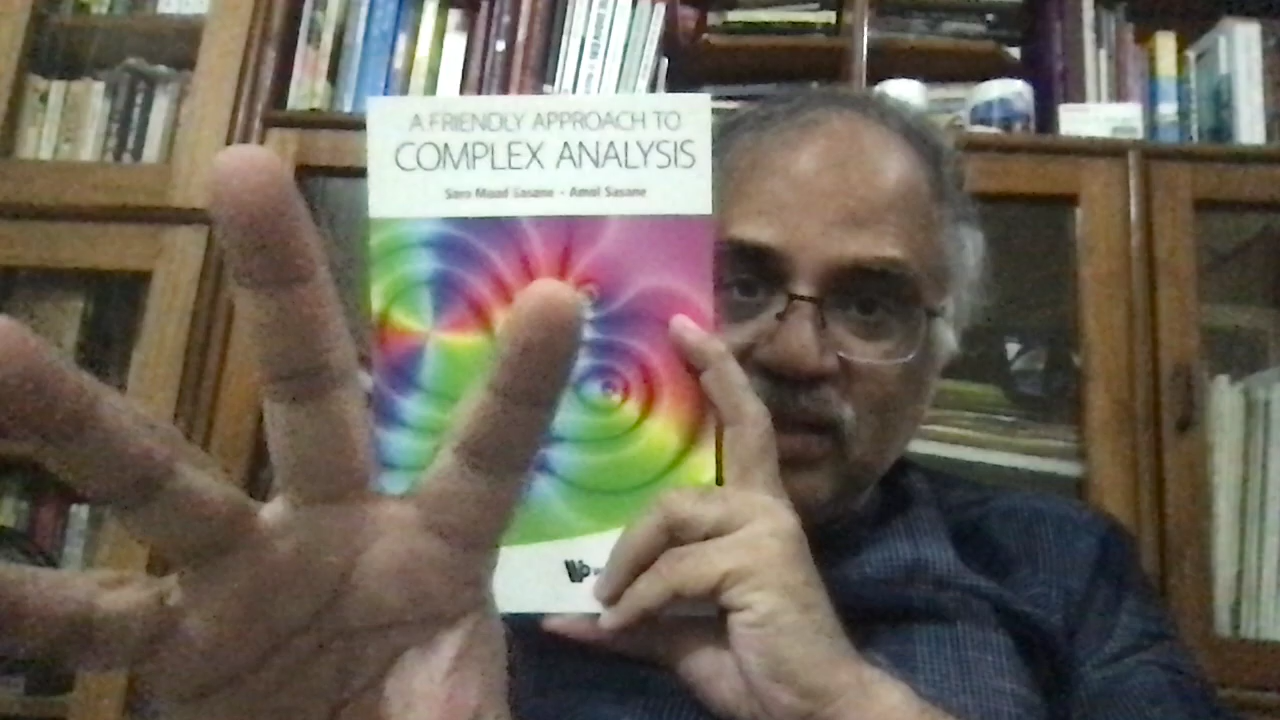 A FRIENDLY APPROACH TO
COMPLEX ANALYSIS
Sara Maad Sasane • Amol Sasane